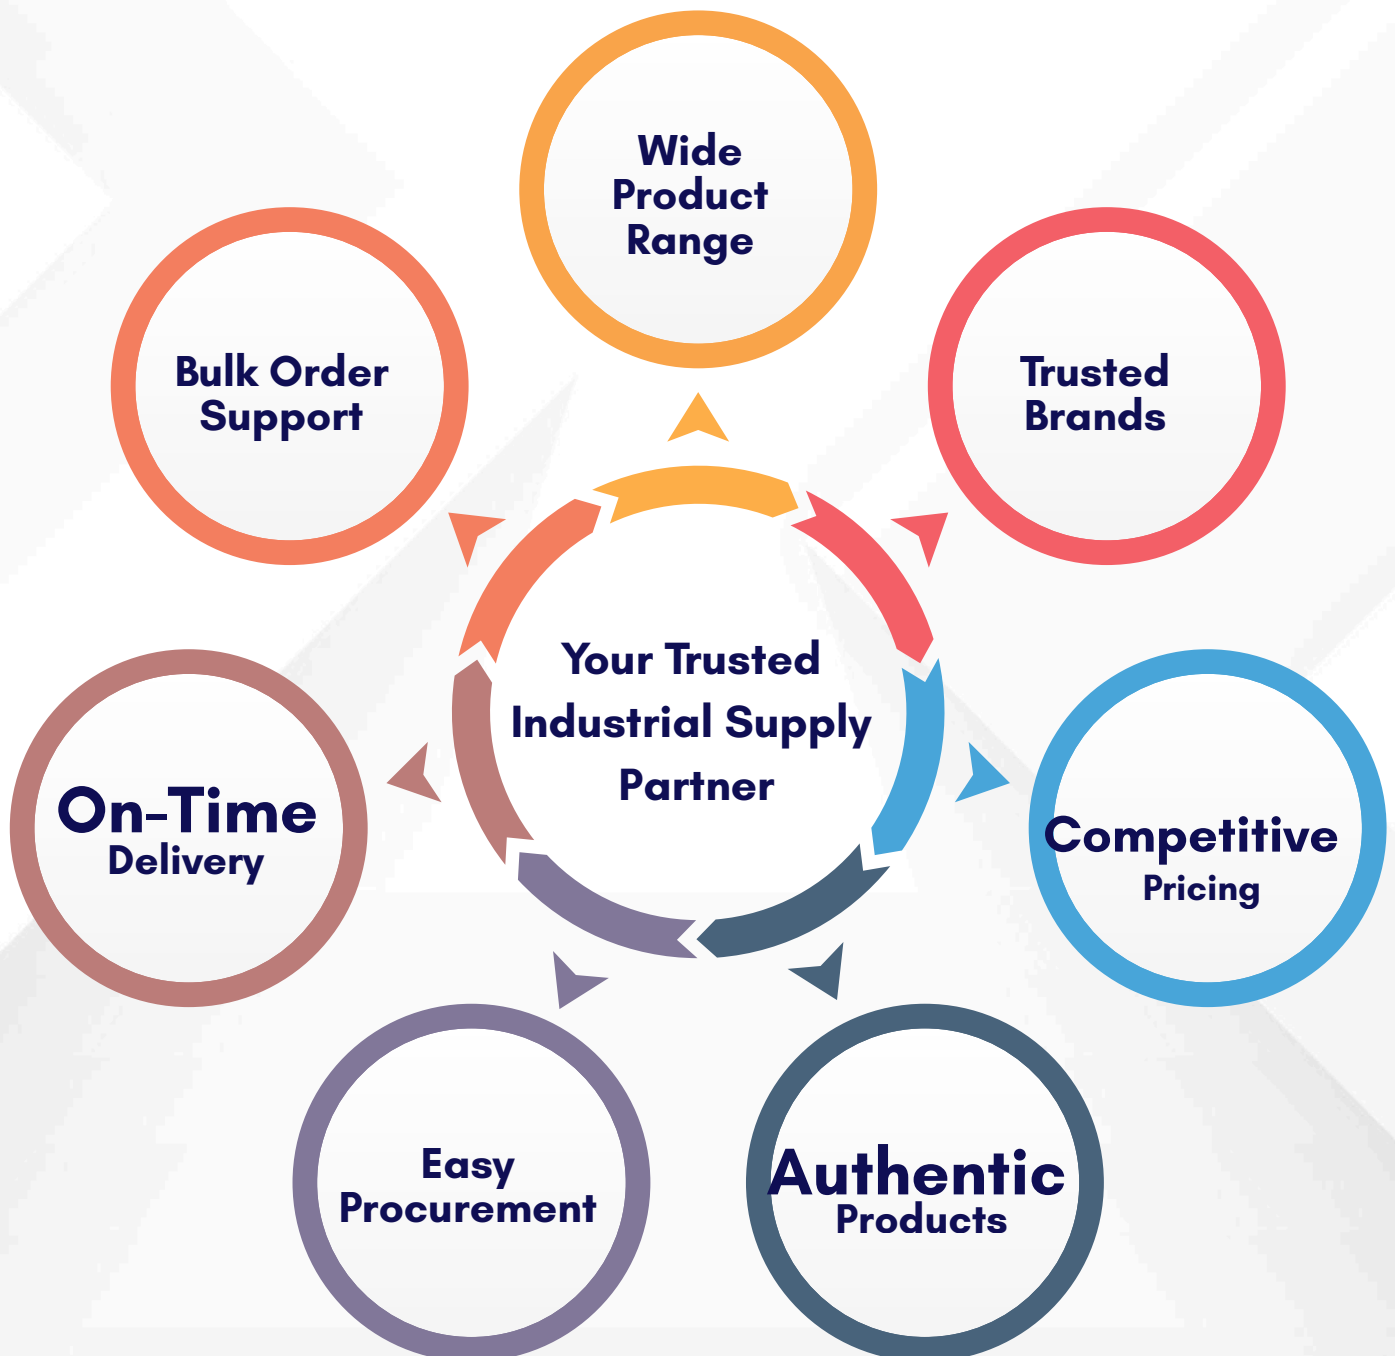 Wide
Product
Range
Trusted
Brands
Competitive
Pricing
Authentic
Products
Easy
Procurement
On-Time
Delivery
Bulk Order
Support
Your Trusted
Industrial Supply
Partner